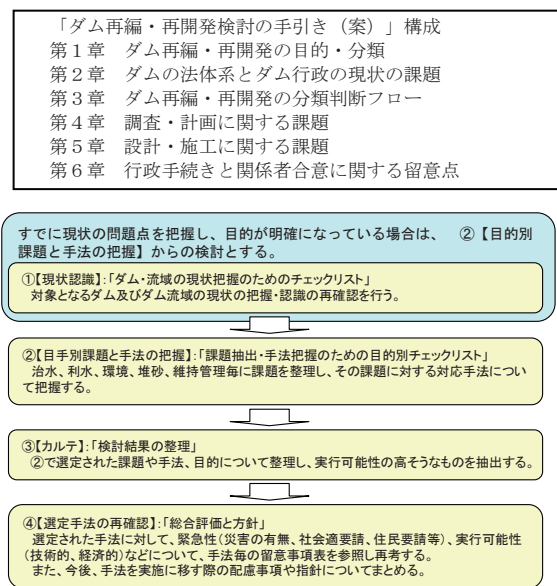 「ダム再編・再開発検討の手引き（案）」構成
第１章　ダム再編・再開発の目的・分類
第２章　ダムの法体系とダム行政の現状の課題
第３章　ダム再編・再開発の分類判断フロー
第４章　調査・計画に関する課題
第５章　設計・施工に関する課題
第６章　行政手続きと関係者合意に関する留意点
すでに現状の問題点を把握し、目的が明確になっている場合は、　②【目的別
課題と手法の把握】からの検討とする。
①【現状認識】:「ダム・流域の現状把握のためのチェックリスト」
対象となるダム及びダム流域の現状の把握・認識の再確認を行う。
②【目手別課題と手法の把握】:「課題抽出・手法把握のための目的別チェックリスト」
治水、利水、環境、堆砂、維持管理毎に課題を整理し、その課題に対する対応手法につい
て把握する。
③【カルテ】:「検討結果の整理」
②で選定された課題や手法、目的について整理し、実行可能性の高そうなものを抽出する。
④【選定手法の再確認】:「総合評価と方針」
選定された手法に対して、緊急性（災害の有無、社会適要請、住民要請等）、実行可能性
（技術的、経済的）などについて、手法毎の留意事項表を参照し再考する。
また、今後、手法を実施に移す際の配慮事項や指針についてまとめる。